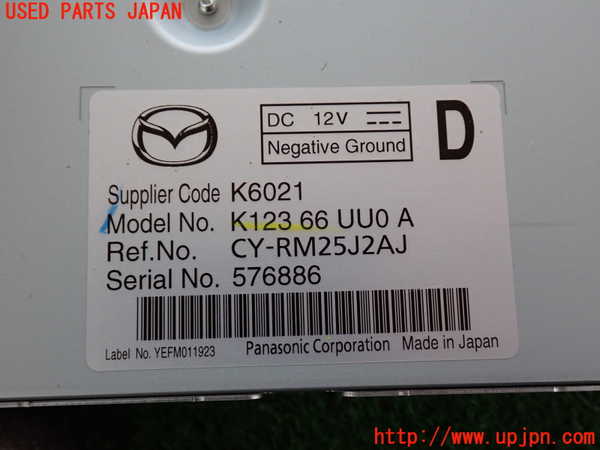 USED PARTS JAPAN
DC 12V
Negative Ground
D
Supplier Code K6021
Model No. K123 66 UU0 A
Ref.No. CY-RM25J2AJ
Serial No. 576886
Label No. YEFM011923 Panasonic Corporation Made in Japan
http://www.upjpn.com/